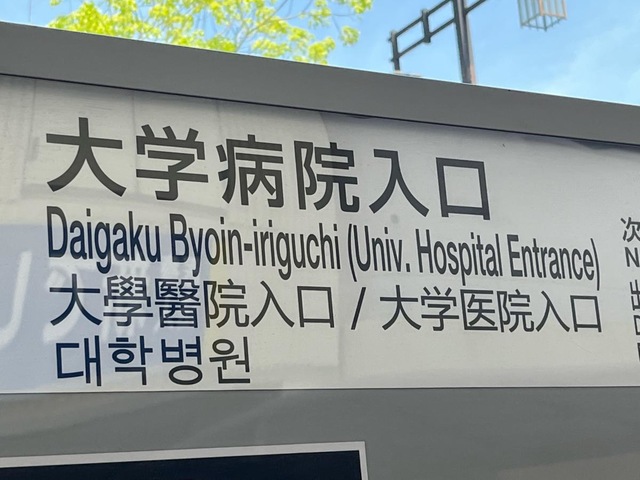 大学病院入口
Daigaku Byoin-iriguchi (Univ. Hospital Entrance)
大學醫院入口 / 大学医院入口
대학병원
次
N